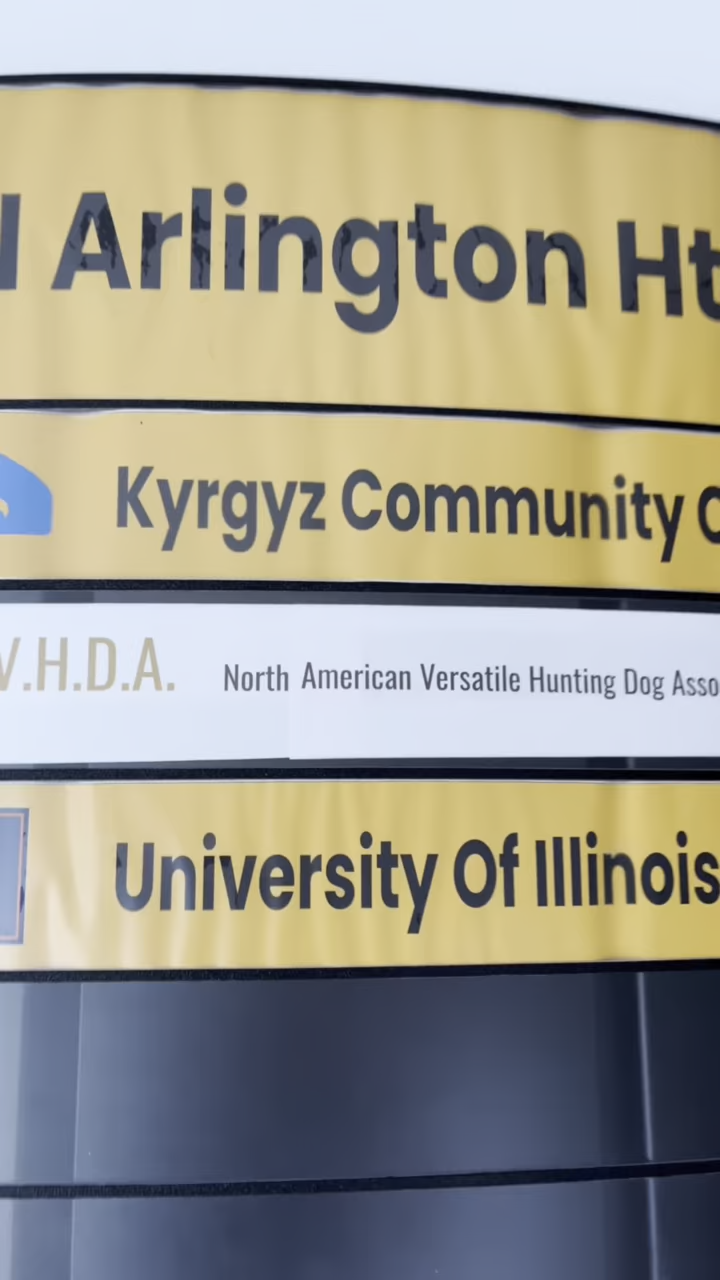 Arlington Ht
Kyrgyz Community C
V.H.D.A. North American Versatile Hunting Dog Asso
University Of Illinois